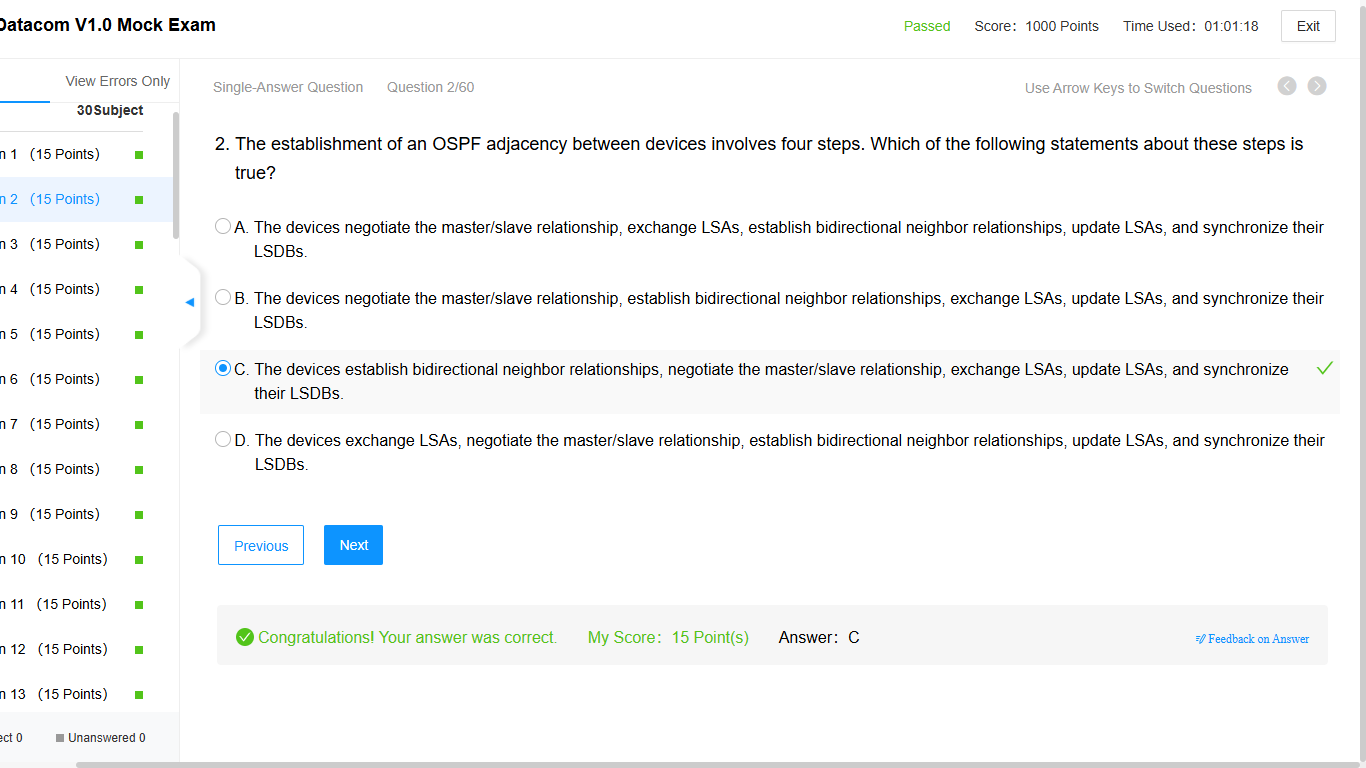 Datacom V1.0 Mock Exam
Passed Score: 1000 Points Time Used: 01:01:18 Exit
View Errors Only
30Subject
n 1 (15 Points)
n 2 (15 Points)
n 3 (15 Points)
n 4 (15 Points)
n 5 (15 Points)
n 6 (15 Points)
n 7 (15 Points)
n 8 (15 Points)
n 9 (15 Points)
n 10 (15 Points)
n 11 (15 Points)
n 12 (15 Points)
n 13 (15 Points)
ect 0 Unanswered 0
Single-Answer Question Question 2/60 Use Arrow Keys to Switch Questions
2. The establishment of an OSPF adjacency between devices involves four steps. Which of the following statements about these steps is
true?
A. The devices negotiate the master/slave relationship, exchange LSAs, establish bidirectional neighbor relationships, update LSAs, and synchronize their
LSDBs.
B. The devices negotiate the master/slave relationship, establish bidirectional neighbor relationships, exchange LSAs, update LSAs, and synchronize their
LSDBs.
C. The devices establish bidirectional neighbor relationships, negotiate the master/slave relationship, exchange LSAs, update LSAs, and synchronize
their LSDBs.
D. The devices exchange LSAs, negotiate the master/slave relationship, establish bidirectional neighbor relationships, update LSAs, and synchronize their
LSDBs.
Previous Next
Congratulations! Your answer was correct. My Score: 15 Point(s) Answer: C Feedback on Answer